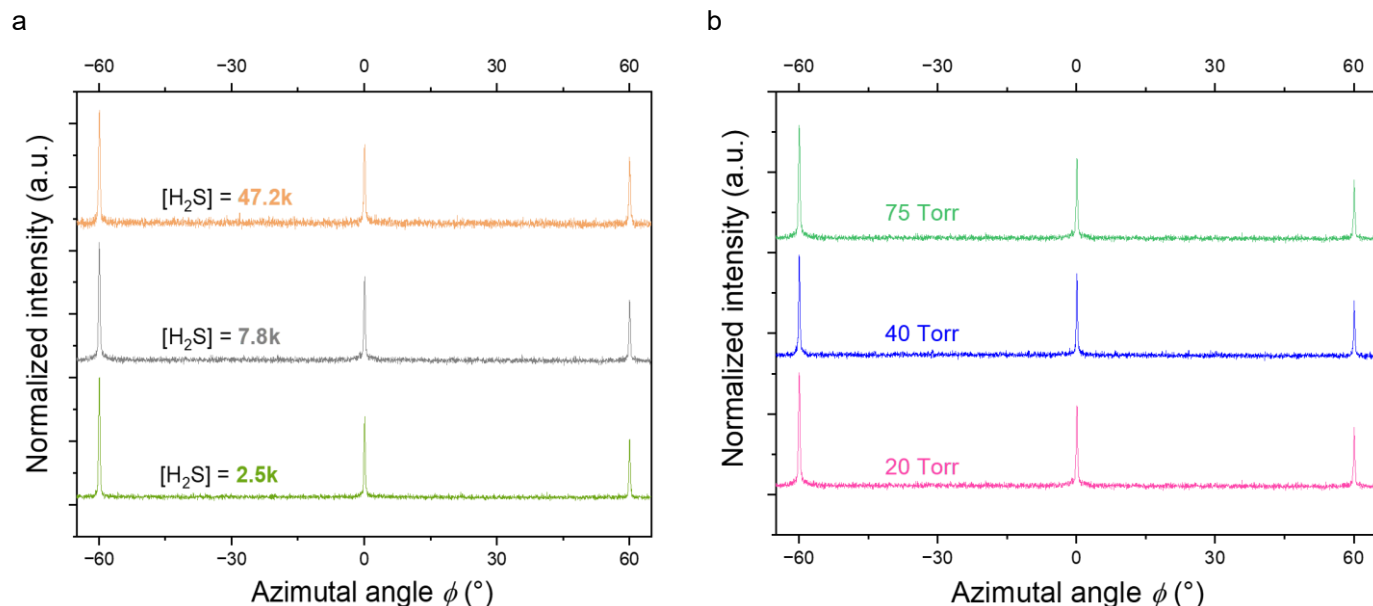 a
−60 −30 0 30 60
Normalized intensity (a.u.)
[H₂S] = 47.2k
[H₂S] = 7.8k
[H₂S] = 2.5k
−60 −30 0 30 60
Azimutal angle ϕ (°)
b
−60 −30 0 30 60
Normalized intensity (a.u.)
75 Torr
40 Torr
20 Torr
−60 −30 0 30 60
Azimutal angle ϕ (°)